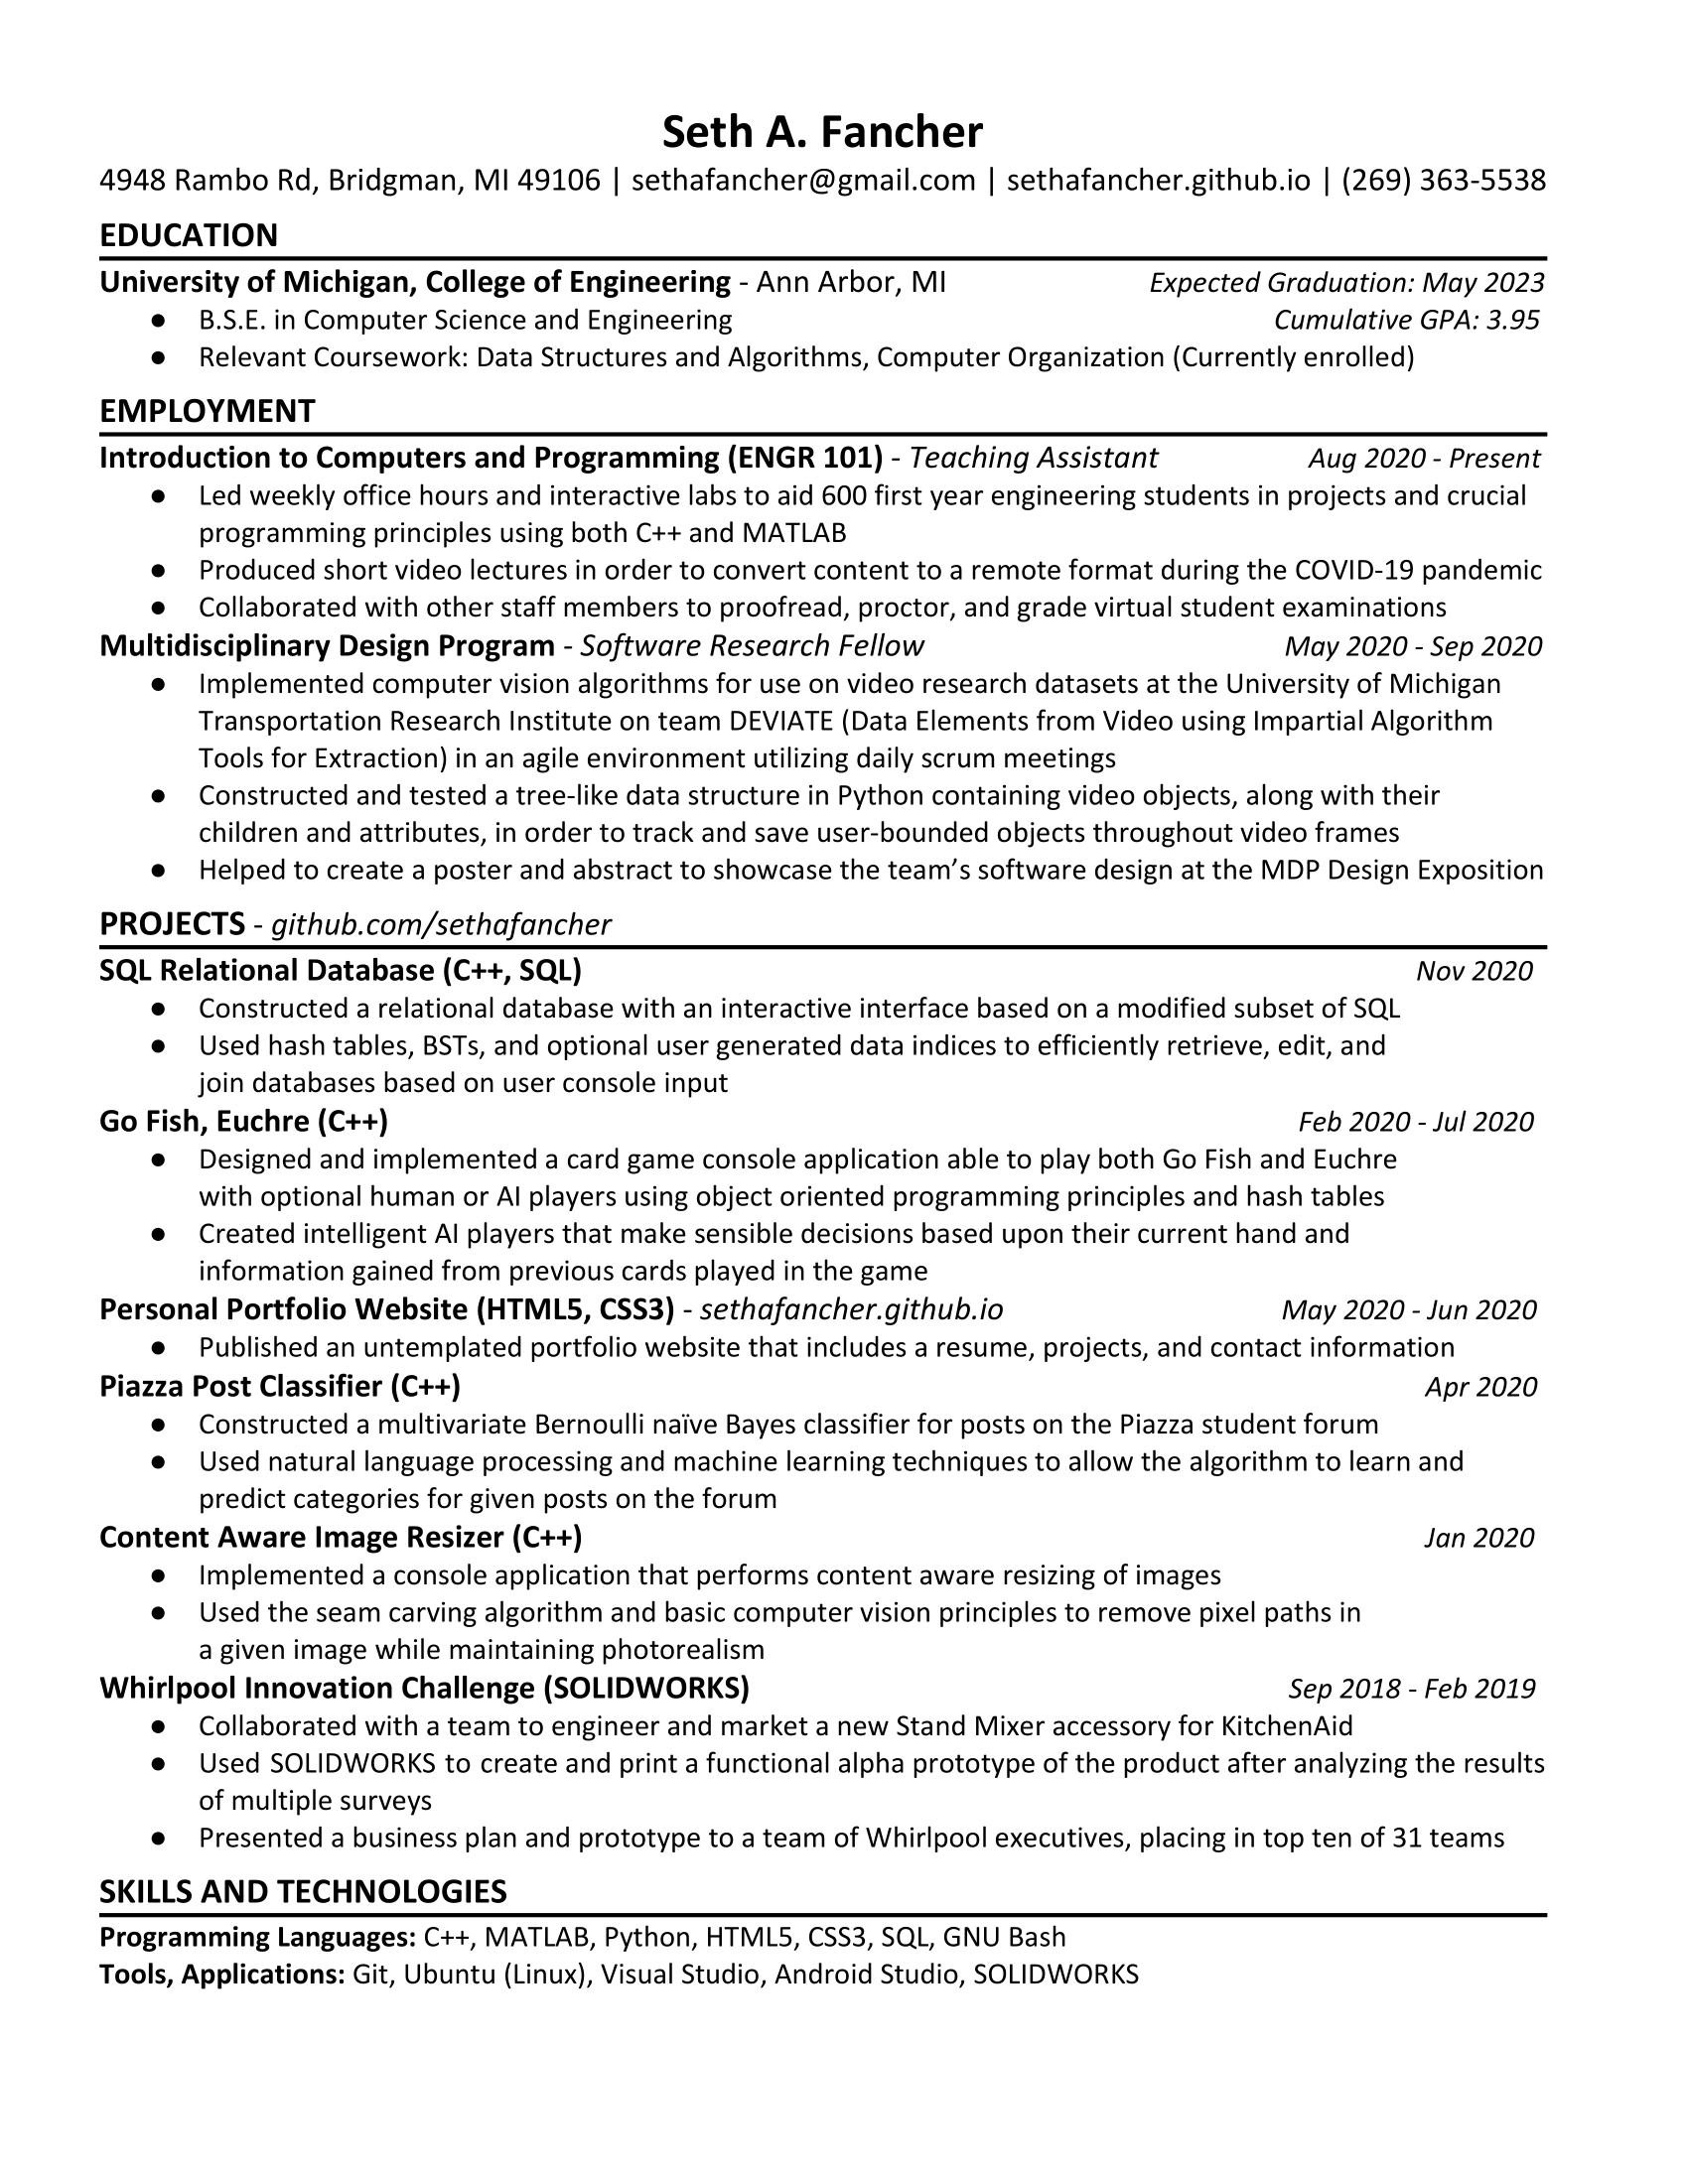 Seth A. Fancher
4948 Rambo Rd, Bridgman, MI 49106 | sethafancher@gmail.com | sethafancher.github.io | (269) 363-5538
EDUCATION
University of Michigan, College of Engineering - Ann Arbor, MI Expected Graduation: May 2023
● B.S.E. in Computer Science and Engineering Cumulative GPA: 3.95
● Relevant Coursework: Data Structures and Algorithms, Computer Organization (Currently enrolled)
EMPLOYMENT
Introduction to Computers and Programming (ENGR 101) - Teaching Assistant Aug 2020 - Present
● Led weekly office hours and interactive labs to aid 600 first year engineering students in projects and crucial
programming principles using both C++ and MATLAB
● Produced short video lectures in order to convert content to a remote format during the COVID-19 pandemic
● Collaborated with other staff members to proofread, proctor, and grade virtual student examinations
Multidisciplinary Design Program - Software Research Fellow May 2020 - Sep 2020
● Implemented computer vision algorithms for use on video research datasets at the University of Michigan
Transportation Research Institute on team DEVIATE (Data Elements from Video using Impartial Algorithm
Tools for Extraction) in an agile environment utilizing daily scrum meetings
● Constructed and tested a tree-like data structure in Python containing video objects, along with their
children and attributes, in order to track and save user-bounded objects throughout video frames
● Helped to create a poster and abstract to showcase the team’s software design at the MDP Design Exposition
PROJECTS - github.com/sethafancher
SQL Relational Database (C++, SQL) Nov 2020
● Constructed a relational database with an interactive interface based on a modified subset of SQL
● Used hash tables, BSTs, and optional user generated data indices to efficiently retrieve, edit, and
join databases based on user console input
Go Fish, Euchre (C++) Feb 2020 - Jul 2020
● Designed and implemented a card game console application able to play both Go Fish and Euchre
with optional human or AI players using object oriented programming principles and hash tables
● Created intelligent AI players that make sensible decisions based upon their current hand and
information gained from previous cards played in the game
Personal Portfolio Website (HTML5, CSS3) - sethafancher.github.io May 2020 - Jun 2020
● Published an untemplated portfolio website that includes a resume, projects, and contact information
Piazza Post Classifier (C++) Apr 2020
● Constructed a multivariate Bernoulli naïve Bayes classifier for posts on the Piazza student forum
● Used natural language processing and machine learning techniques to allow the algorithm to learn and
predict categories for given posts on the forum
Content Aware Image Resizer (C++) Jan 2020
● Implemented a console application that performs content aware resizing of images
● Used the seam carving algorithm and basic computer vision principles to remove pixel paths in
a given image while maintaining photorealism
Whirlpool Innovation Challenge (SOLIDWORKS) Sep 2018 - Feb 2019
● Collaborated with a team to engineer and market a new Stand Mixer accessory for KitchenAid
● Used SOLIDWORKS to create and print a functional alpha prototype of the product after analyzing the results
of multiple surveys
● Presented a business plan and prototype to a team of Whirlpool executives, placing in top ten of 31 teams
SKILLS AND TECHNOLOGIES
Programming Languages: C++, MATLAB, Python, HTML5, CSS3, SQL, GNU Bash
Tools, Applications: Git, Ubuntu (Linux), Visual Studio, Android Studio, SOLIDWORKS